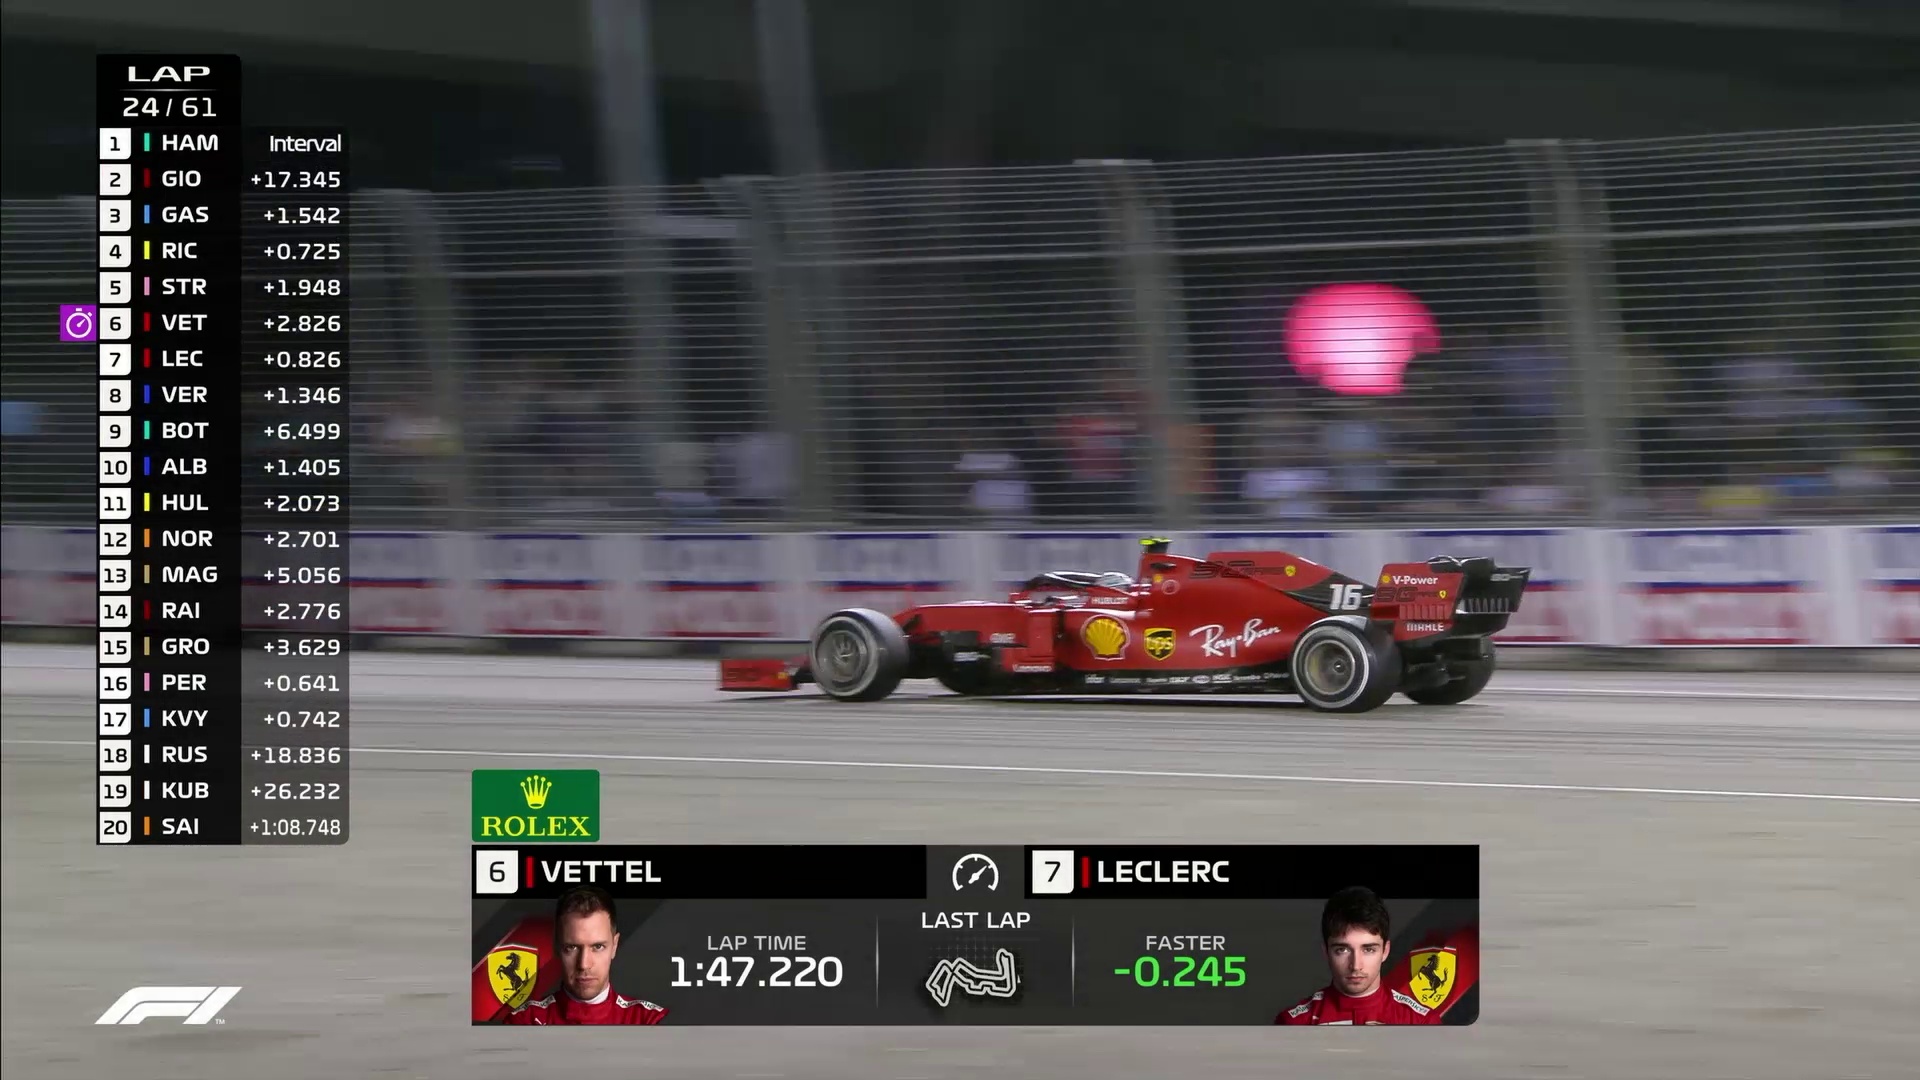 LAP
24 / 61
1 HAM Interval
2 GIO +17.345
3 GAS +1.542
4 RIC +0.725
5 STR +1.948
6 VET +2.826
7 LEC +0.826
8 VER +1.346
9 BOT +6.499
10 ALB +1.405
11 HUL +2.073
12 NOR +2.701
13 MAG +5.056
14 RAI +2.776
15 GRO +3.629
16 PER +0.641
17 KVY +0.742
18 RUS +18.836
19 KUB +26.232
20 SAI +1:08.748
V-Power
16
MAHLE
HUBLOT
Ray-Ban
ups
Lenovo
ROLEX
6 VETTEL
7 LECLERC
LAST LAP
LAP TIME
1:47.220
FASTER
-0.245
S F
S F
F1
TM